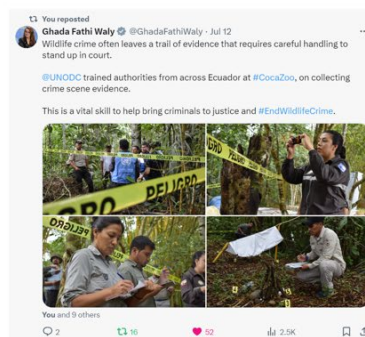 You reposted
Ghada Fathi Waly @GhadaFathiWaly · Jul 12
Wildlife crime often leaves a trail of evidence that requires careful handling to
stand up in court.
@UNODC trained authorities from across Ecuador at #CocaZoo, on collecting
crime scene evidence.
This is a vital skill to help bring criminals to justice and #EndWildlifeCrime.
PELIGRO
PELIGRO
You and 9 others
2 16 52 2.5K